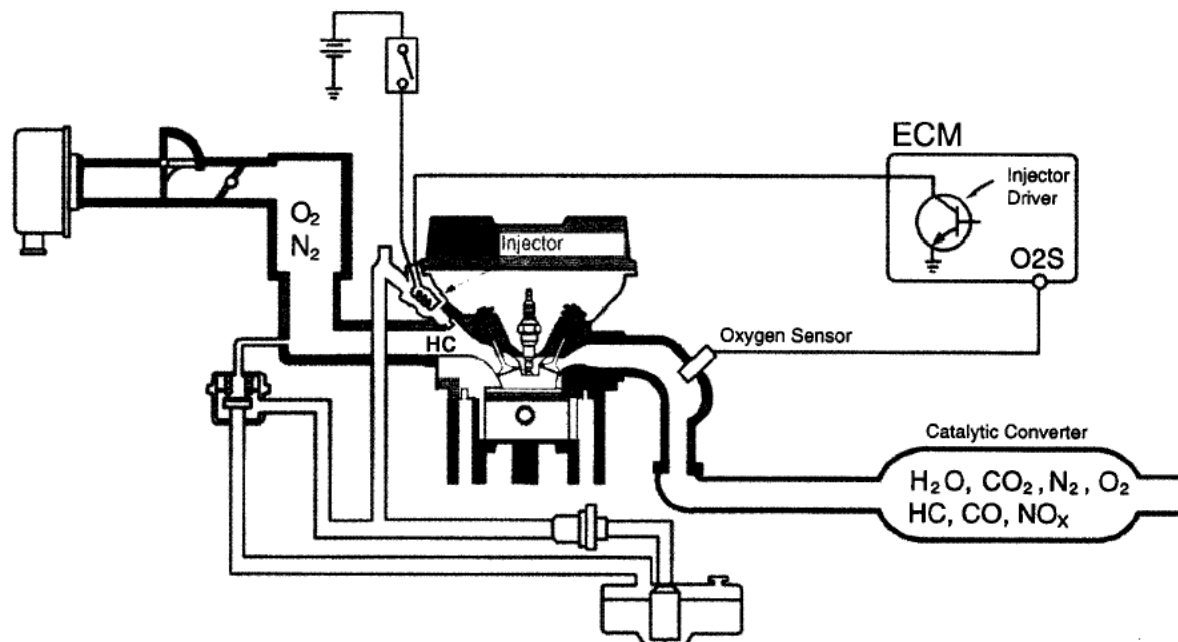 ECM
Injector
Driver
O2S
O₂
N₂
Injector
HC
Oxygen Sensor
Catalytic Converter
H₂O, CO₂, N₂, O₂
HC, CO, NOₓ